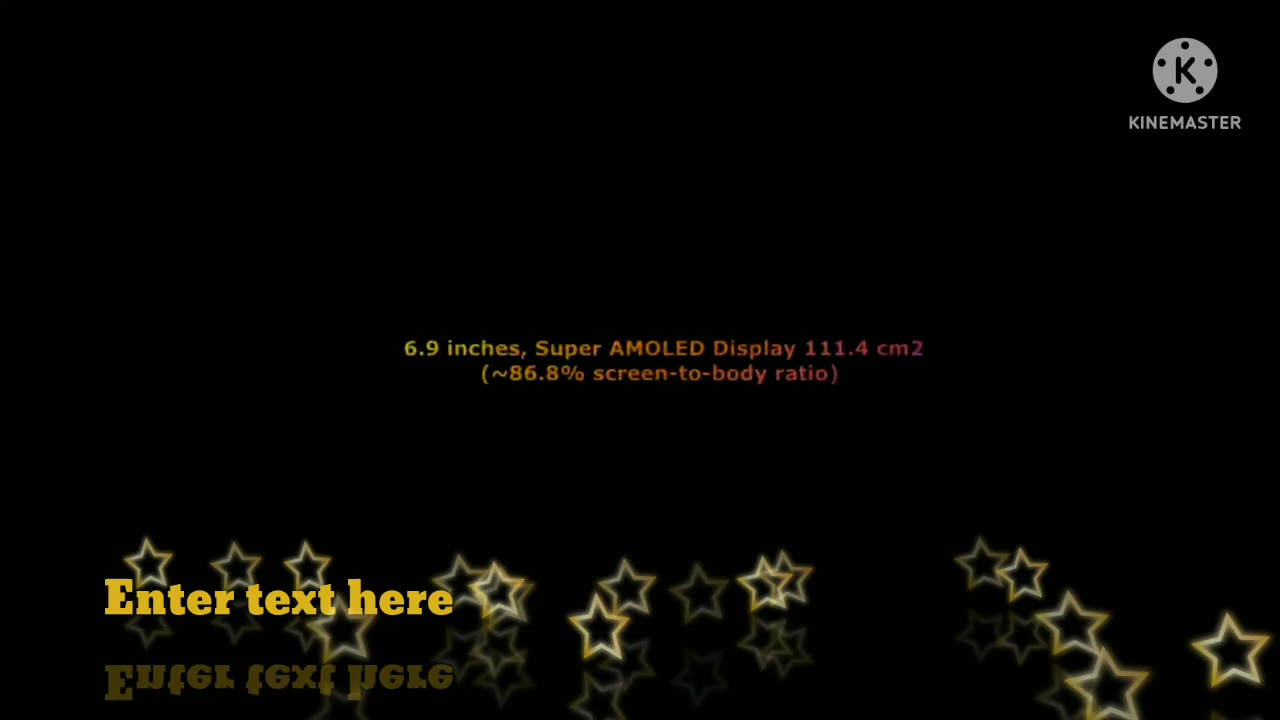 K
KINEMASTER
6.9 inches, Super AMOLED Display 111.4 cm2
(~86.8% screen-to-body ratio)
Enter text here